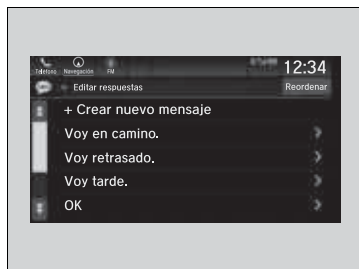 12:34
Teléfono Navegación FM
Editar respuestas Reordenar
+ Crear nuevo mensaje
Voy en camino.
Voy retrasado.
Voy tarde.
OK